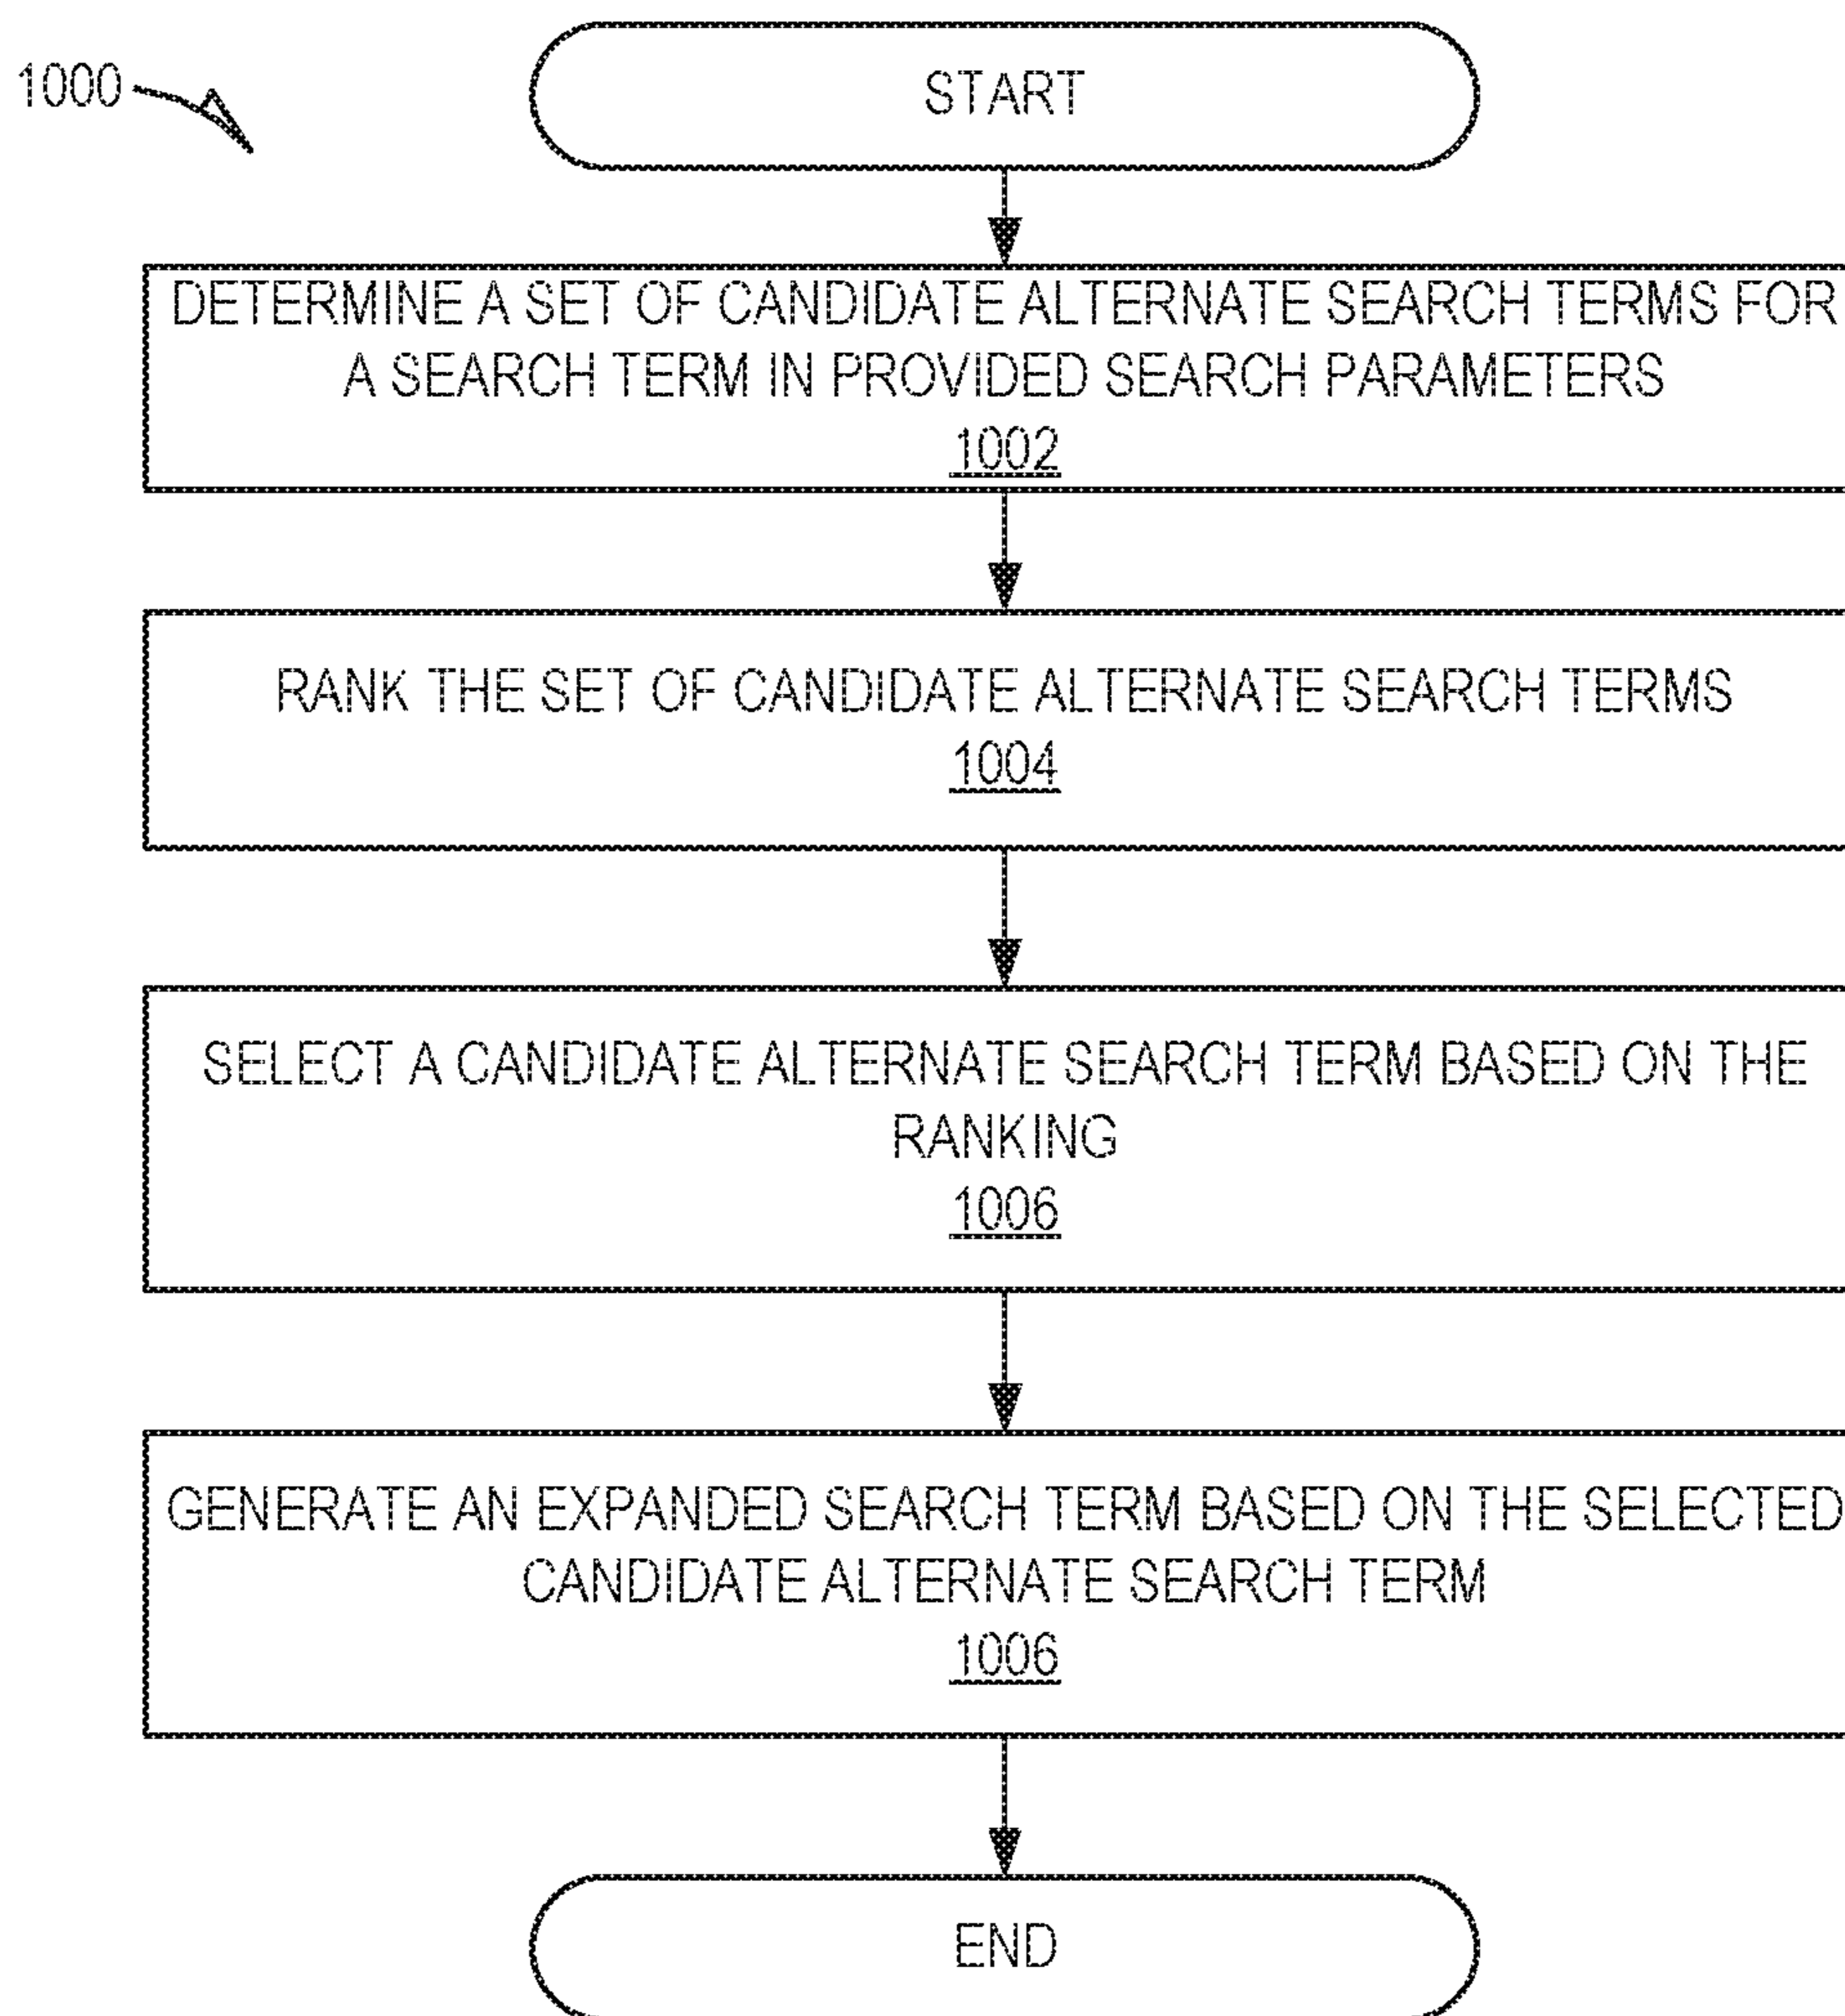 1000
START
DETERMINE A SET OF CANDIDATE ALTERNATE SEARCH TERMS FOR
A SEARCH TERM IN PROVIDED SEARCH PARAMETERS
1002
RANK THE SET OF CANDIDATE ALTERNATE SEARCH TERMS
1004
SELECT A CANDIDATE ALTERNATE SEARCH TERM BASED ON THE
RANKING
1006
GENERATE AN EXPANDED SEARCH TERM BASED ON THE SELECTED
CANDIDATE ALTERNATE SEARCH TERM
1006
END